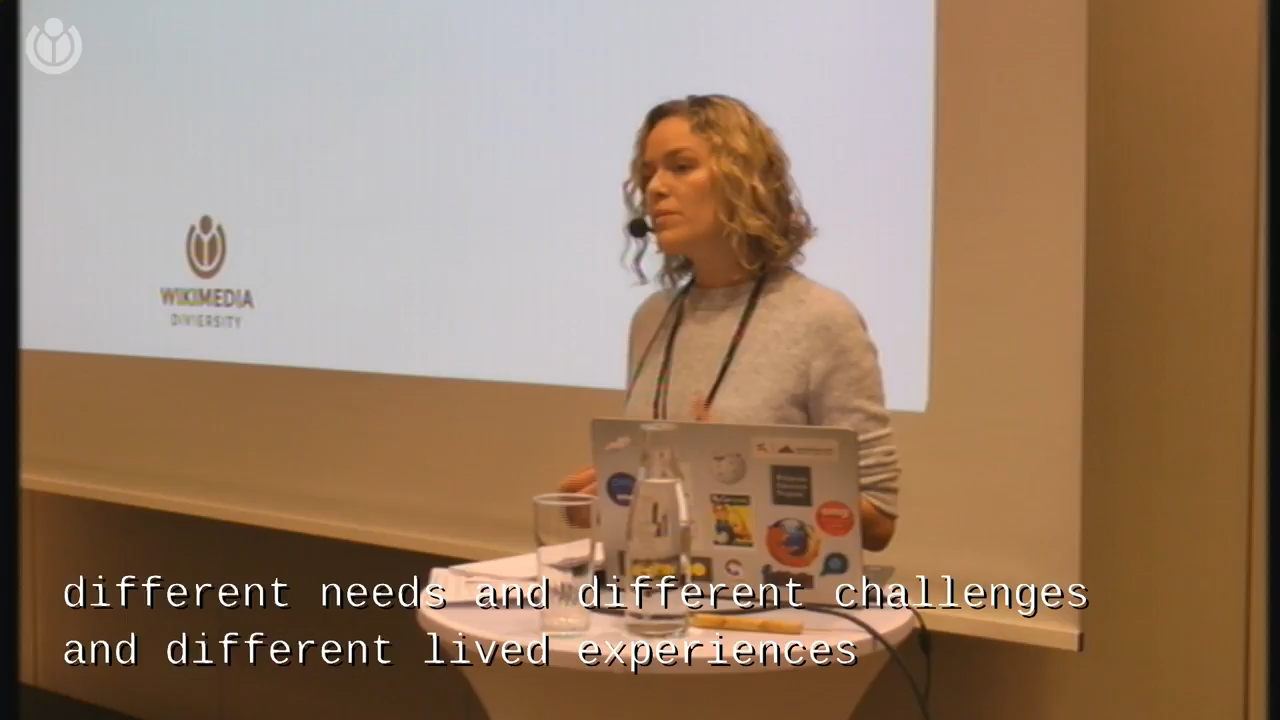 WIKIMEDIA
DIVERSITY
different needs and different challenges
and different lived experiences